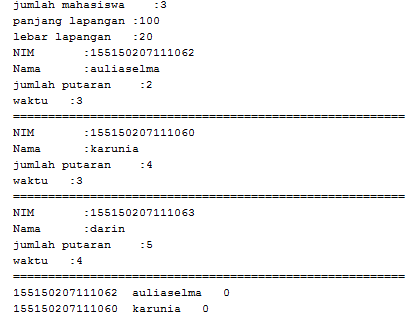 jumlah mahasiswa    :3
panjang lapangan :100
lebar lapangan   :20
NIM       :155150207111062
Nama      :auliaselma
jumlah putaran    :2
waktu   :3
========================================================
NIM       :155150207111060
Nama      :karunia
jumlah putaran    :4
waktu   :3
========================================================
NIM       :155150207111063
Nama      :darin
jumlah putaran    :5
waktu   :4
========================================================
155150207111062  auliaselma   0
155150207111060  karunia   0